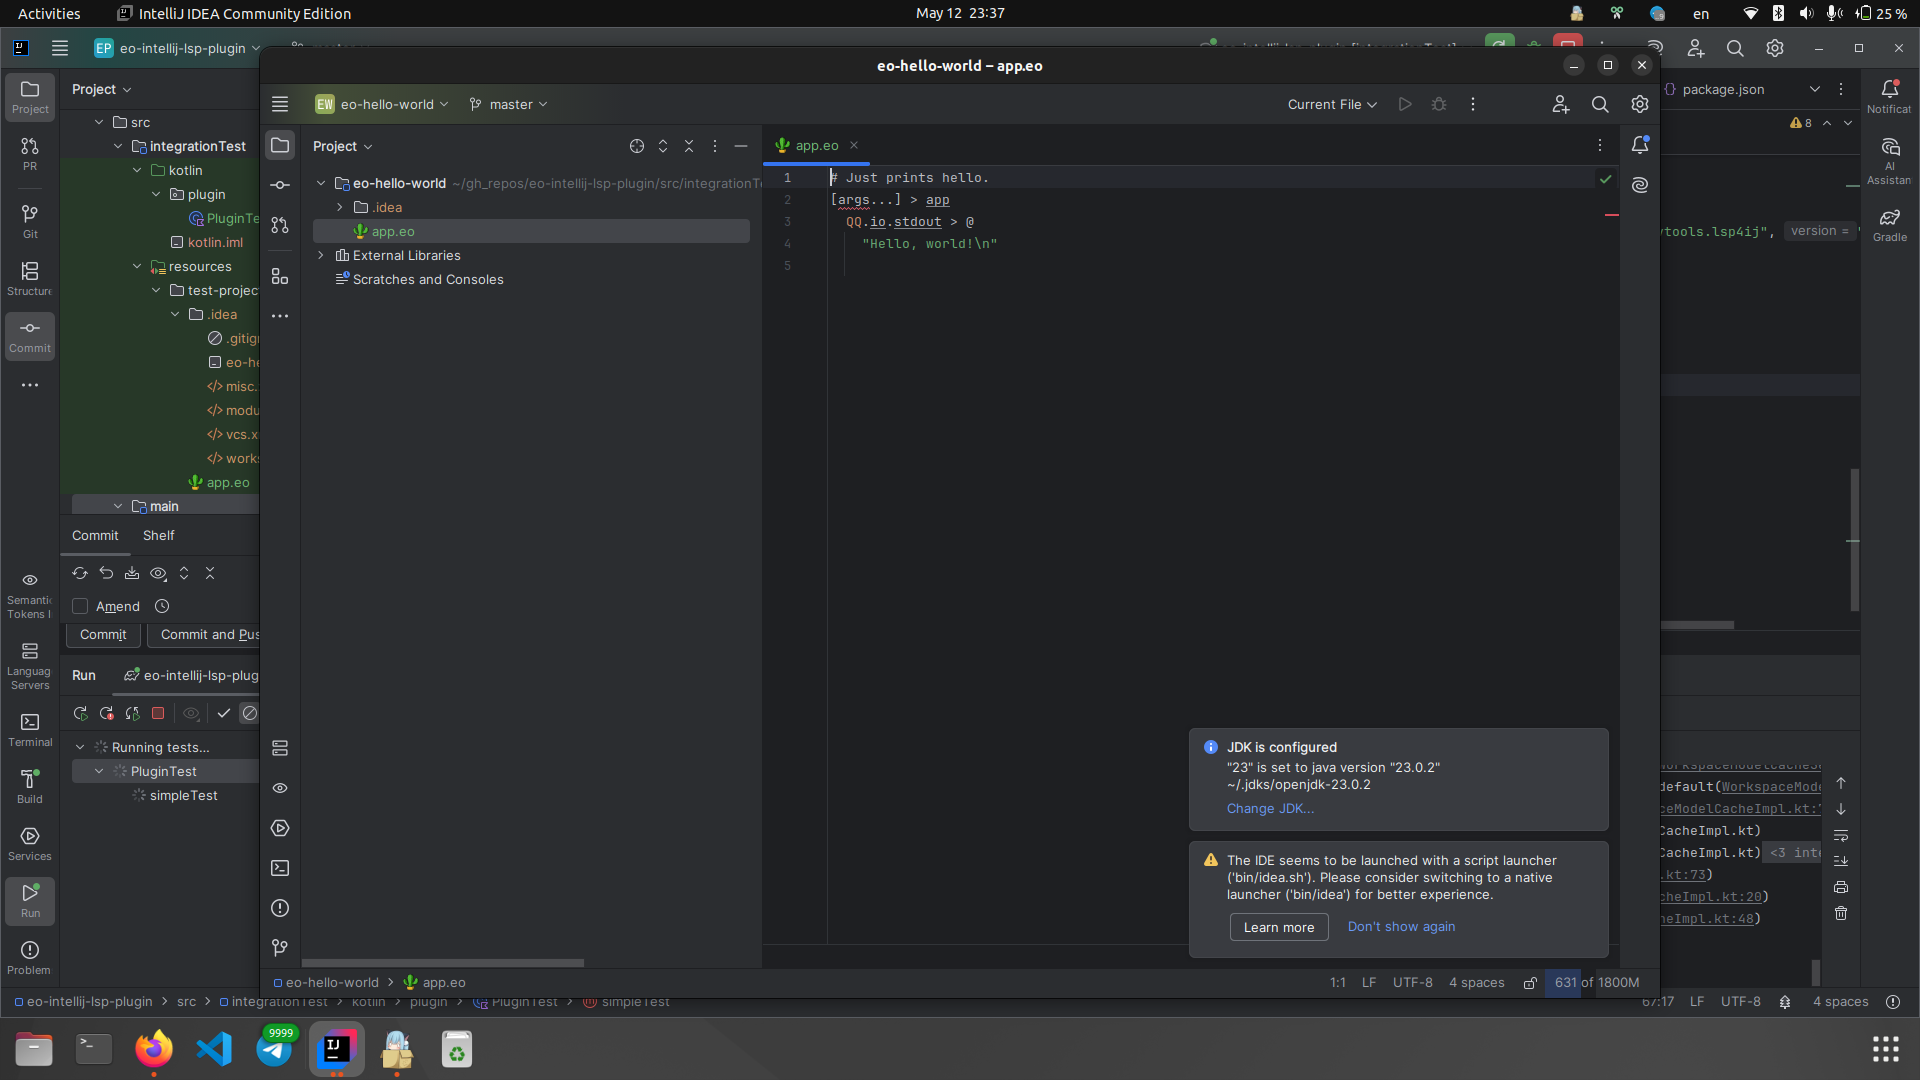 Activities
IntelliJ IDEA Community Edition
May 12 23:37
en
25 %
EP eo-intellij-lsp-plugin
eo-hello-world – app.eo
EW eo-hello-world
master
Current File
package.json
8
Project
PR
Git
Structure
Commit
Project
src
integrationTest
kotlin
plugin
PluginTe
kotlin.iml
resources
test-projec
.idea
.gitign
eo-he
misc.
modu
vcs.x
works
app.eo
main
Project
eo-hello-world ~/gh_repos/eo-intellij-lsp-plugin/src/integrationT
.idea
app.eo
External Libraries
Scratches and Consoles
app.eo
1 # Just prints hello.
2 [args...] > app
3 QQ.io.stdout > @
4 "Hello, world!\n"
5
Notificat
AI
Assistan
Gradle
ytools.lsp4ij", version = "
Commit
Shelf
Amend
Commit
Commit and Pus
Semanti
Tokens I
Language
Servers
Terminal
Build
Services
Run
Problem
Run
eo-intellij-lsp-plug
Running tests...
PluginTest
simpleTest
JDK is configured
"23" is set to java version "23.0.2"
~/.jdks/openjdk-23.0.2
Change JDK...
The IDE seems to be launched with a script launcher
('bin/idea.sh'). Please consider switching to a native
launcher ('bin/idea') for better experience.
Learn more
Don't show again
default(WorkspaceMode
ceModelCacheImpl.kt:
CacheImpl.kt)
CacheImpl.kt) <3 inte
.kt:73)
cheImpl.kt:20)
heImpl.kt:48)
eo-hello-world
app.eo
1:1
LF
UTF-8
4 spaces
631 of 1800M
eo-intellij-lsp-plugin
src
integrationTest
kotlin
plugin
PluginTest
simpleTest
67:17
LF
UTF-8
4 spaces
9999